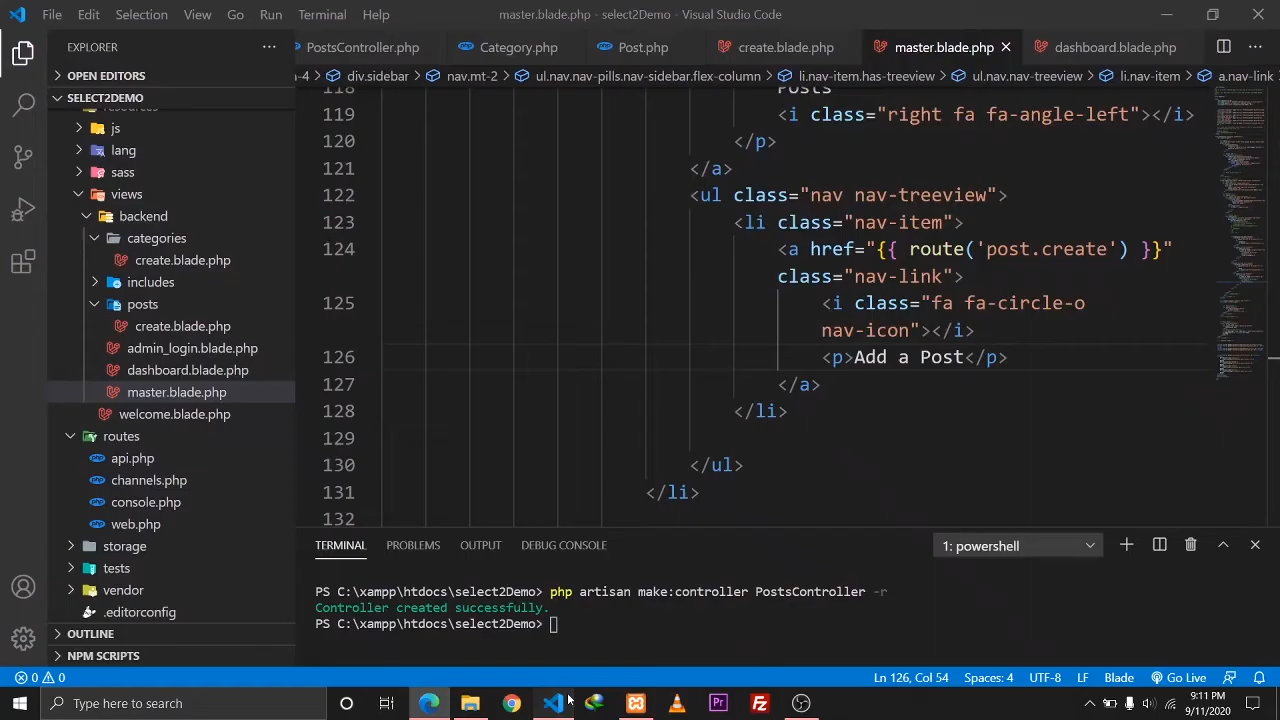 File Edit Selection View Go Run Terminal Help
master.blade.php - select2Demo - Visual Studio Code
EXPLORER
PostsController.php Category.php Post.php create.blade.php master.blade.php dashboard.blade.php
OPEN EDITORS
div.sidebar > nav.mt-2 > ul.nav.nav-pills.nav-sidebar.flex-column > li.nav-item.has-treeview > ul.nav.nav-treeview > li.nav-item > a.nav-link
SELECT2DEMO
resources
js
lang
sass
views
backend
categories
create.blade.php
includes
posts
create.blade.php
admin_login.blade.php
dashboard.blade.php
master.blade.php
welcome.blade.php
routes
api.php
channels.php
console.php
web.php
storage
tests
vendor
.editorconfig
OUTLINE
NPM SCRIPTS
118 Posts
119 <i class="right fa fa-angle-left"></i>
120 </p>
121 </a>
122 <ul class="nav nav-treeview">
123 <li class="nav-item">
124 <a href="{{ route('post.create') }}"
class="nav-link">
125 <i class="fa fa-circle-o
nav-icon"></i>
126 <p>Add a Post</p>
127 </a>
128 </li>
129
130 </ul>
131 </li>
132
TERMINAL PROBLEMS OUTPUT DEBUG CONSOLE
1: powershell
PS C:\xampp\htdocs\select2Demo> php artisan make:controller PostsController -r
Controller created successfully.
PS C:\xampp\htdocs\select2Demo>
0 0
Ln 126, Col 54 Spaces: 4 UTF-8 LF Blade Go Live
Type here to search
Pr
9:11 PM
9/11/2020